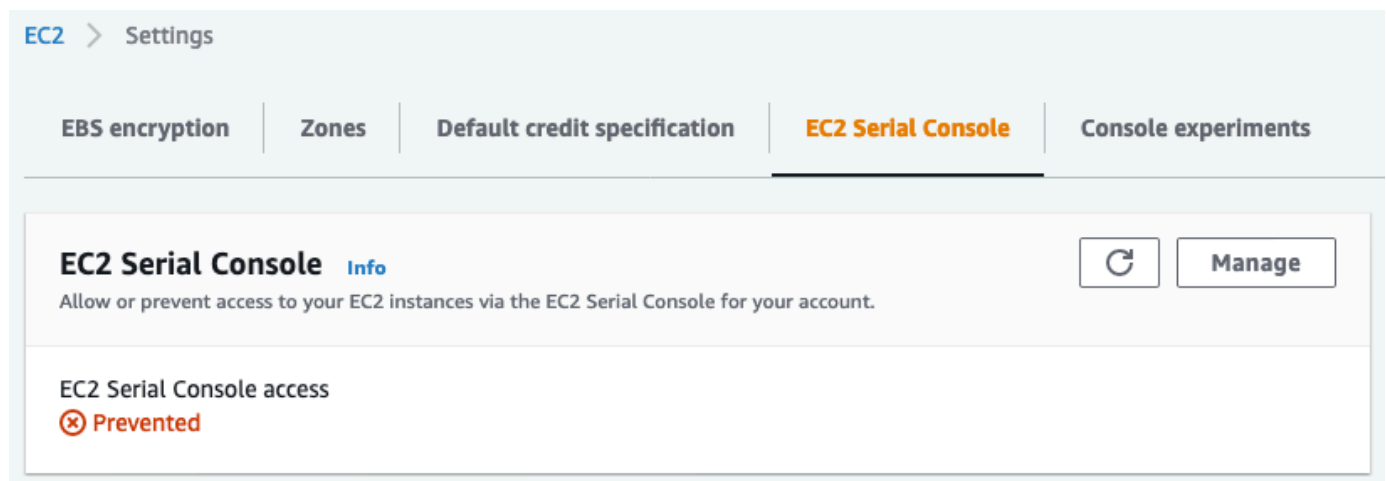 EC2 > Settings
EBS encryption Zones Default credit specification EC2 Serial Console Console experiments
EC2 Serial Console Info
Manage
Allow or prevent access to your EC2 instances via the EC2 Serial Console for your account.
EC2 Serial Console access
Prevented